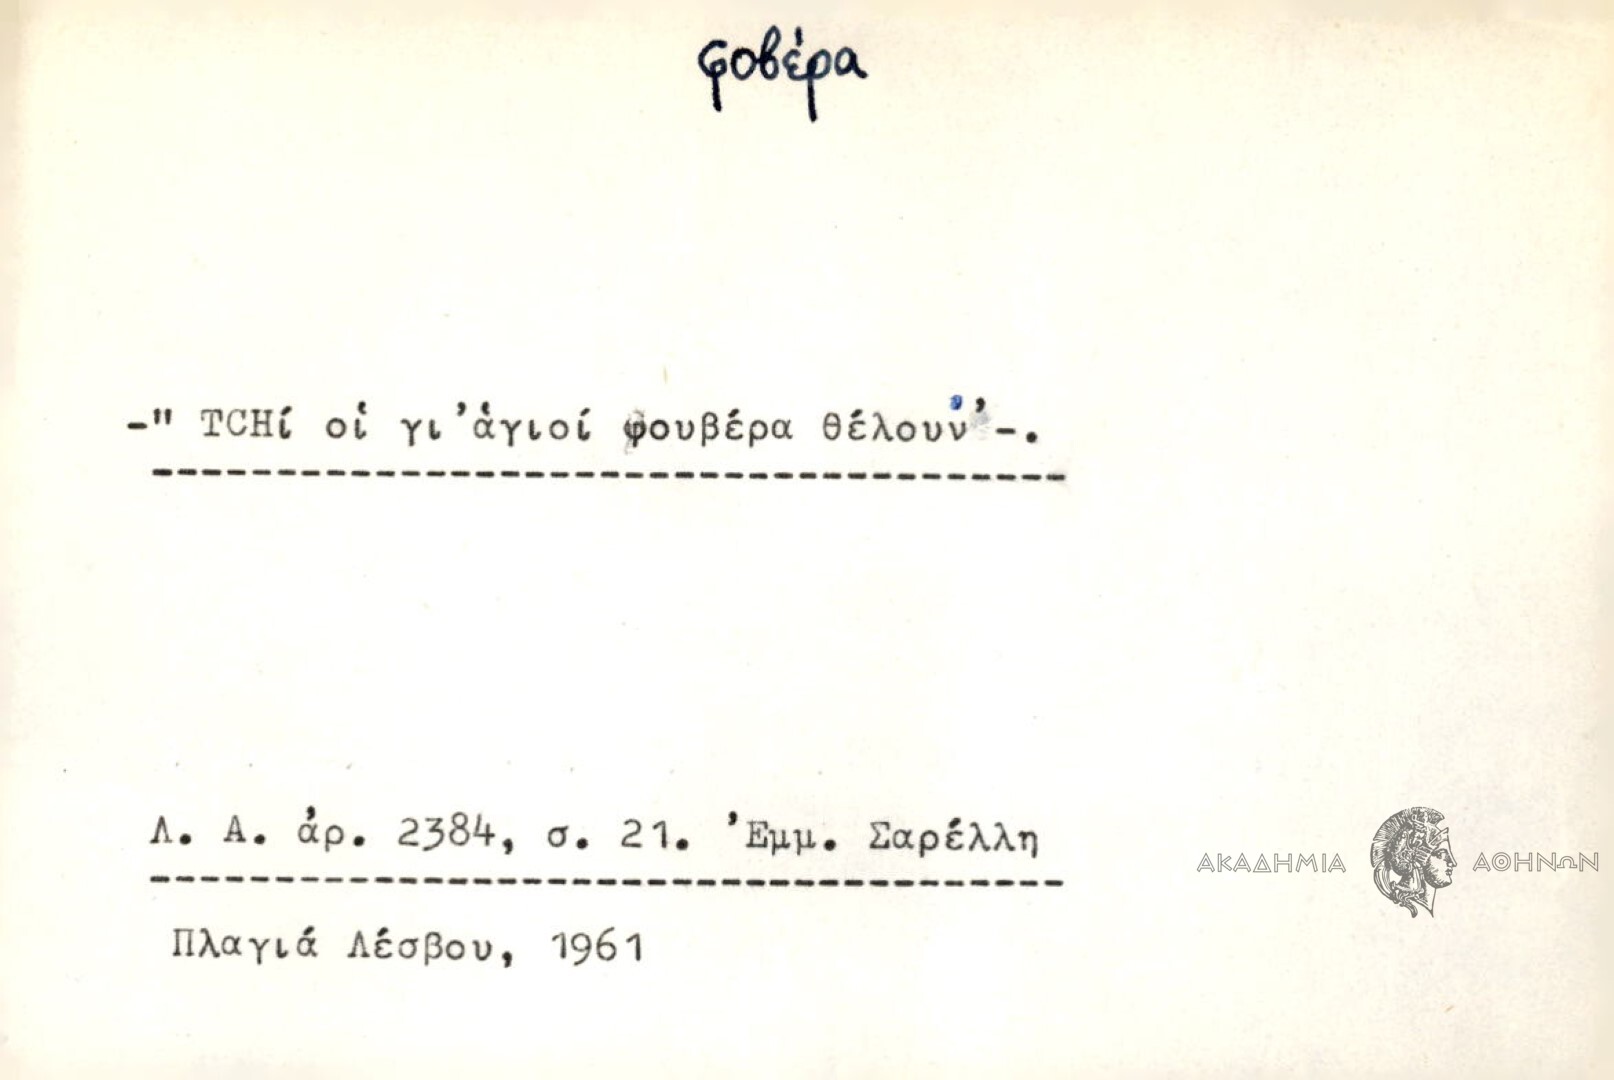 φοβέρα
-" TCHί οἱ γι'ἁγιοί φουβέρα θέλουν'-.
Λ. Α. ἀρ. 2384, σ. 21. Ἐμμ. Σαρέλλη
Πλαγιά Λέσβου, 1961
ΑΚΑΔΗΜΙΑ ΑΘΗΝΩΝ